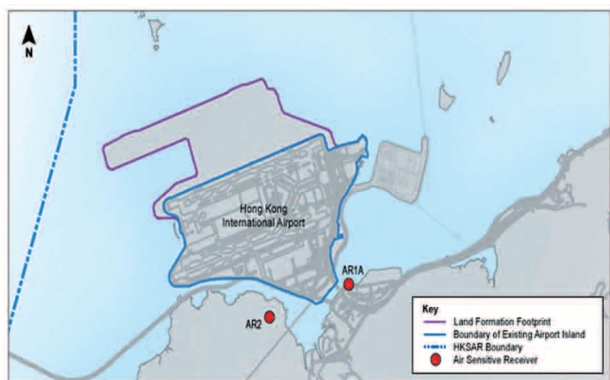 N
Hong Kong
International Airport
AR1A
AR2
Key
Land Formation Footprint
Boundary of Existing Airport Island
HKSAR Boundary
Air Sensitive Receiver